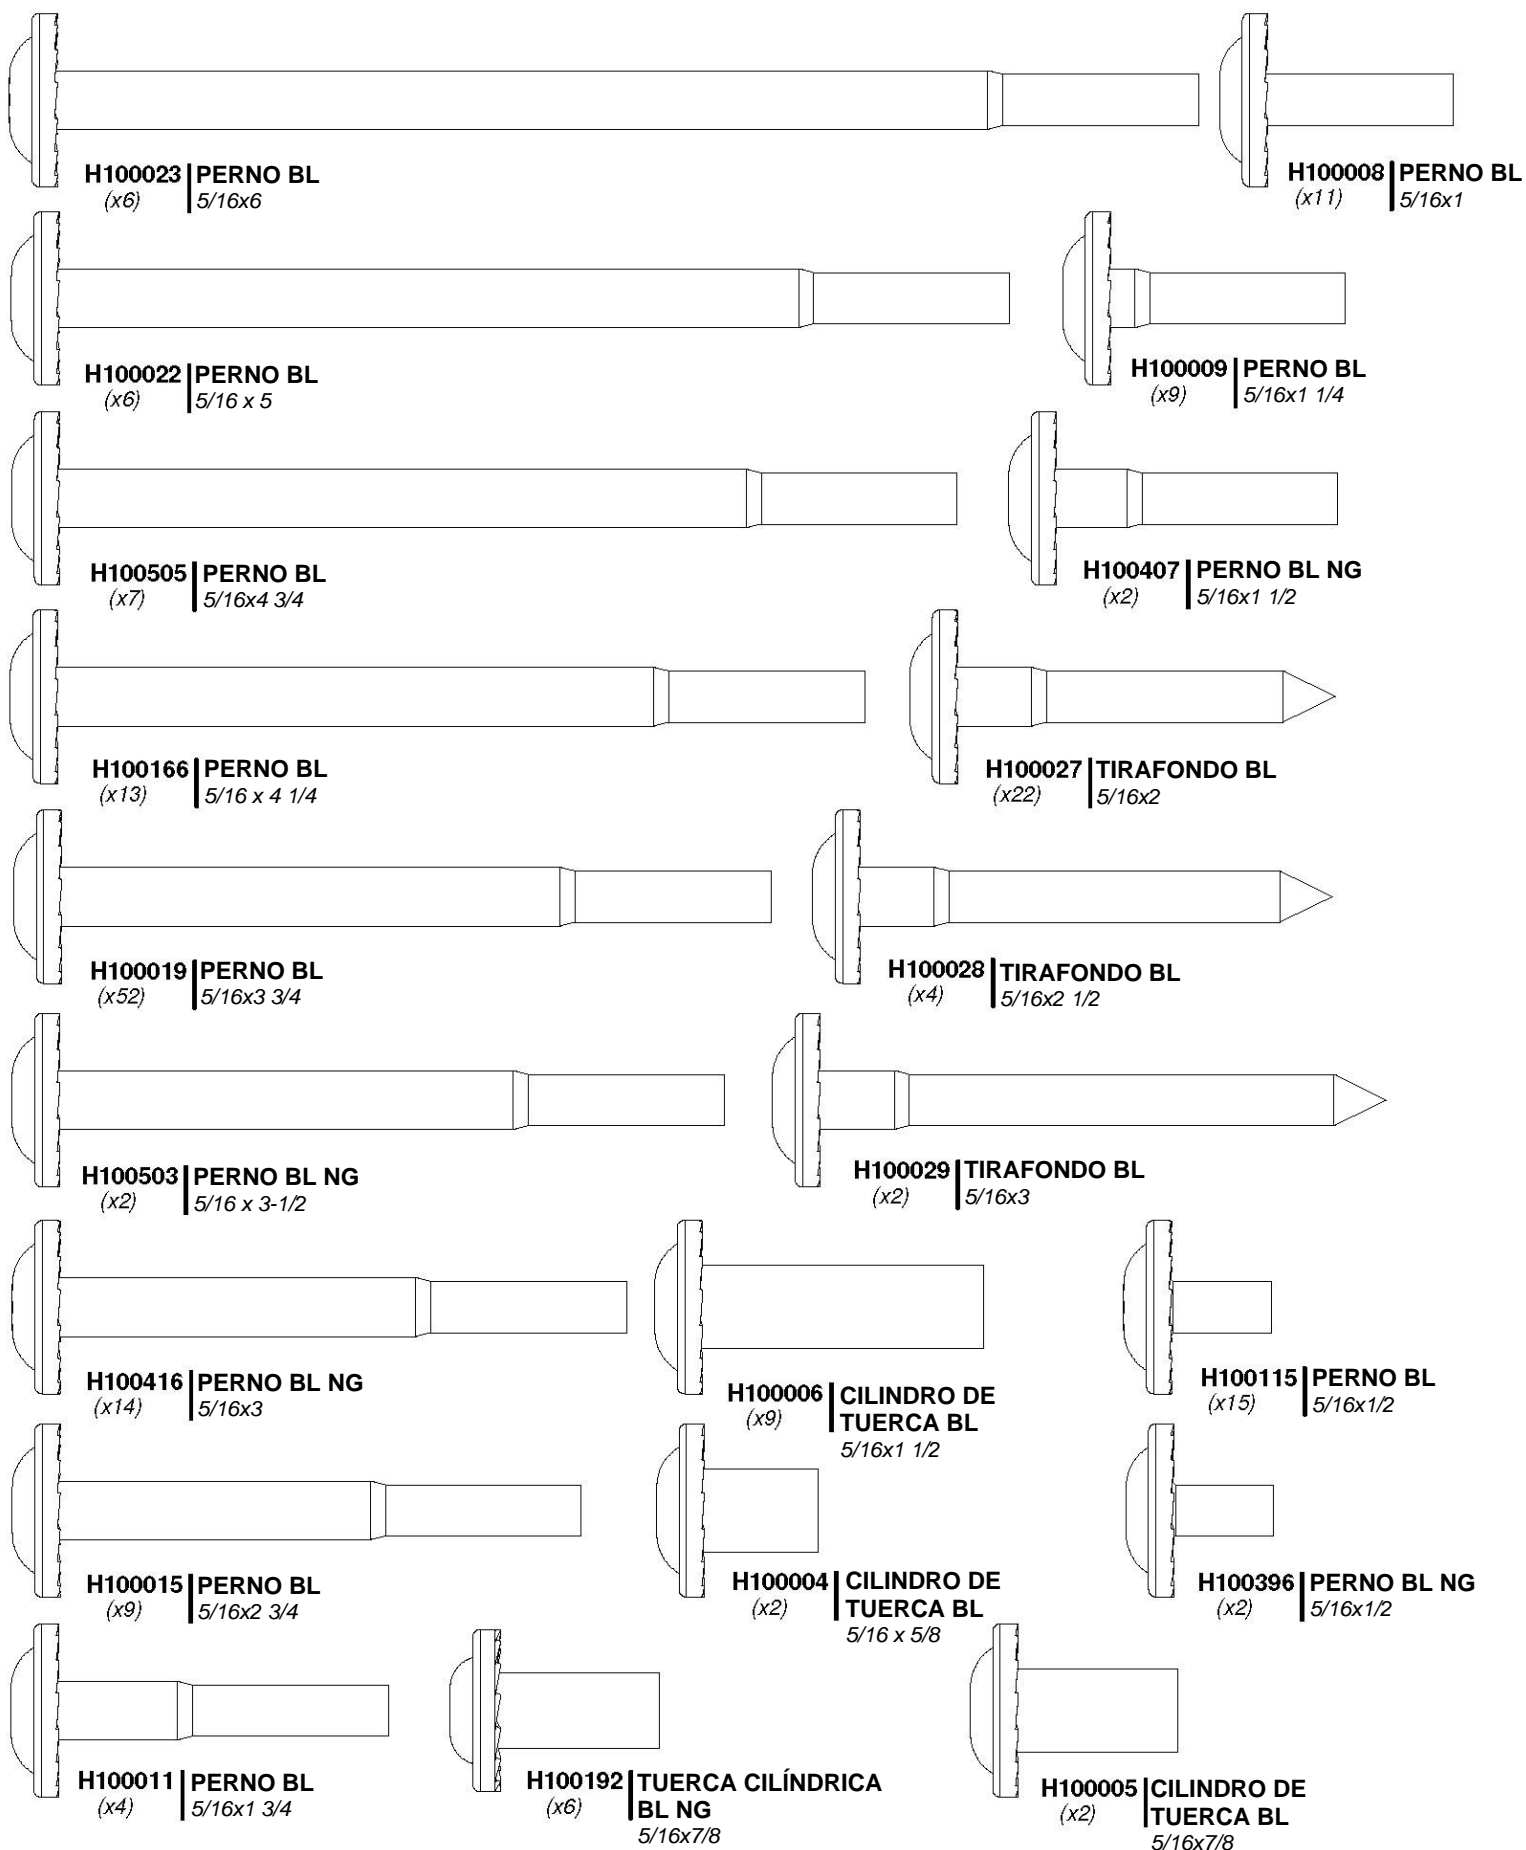 H100023 PERNO BL
(x6) 5/16x6
H100008 PERNO BL
(x11) 5/16x1
H100022 PERNO BL
(x6) 5/16 x 5
H100009 PERNO BL
(x9) 5/16x1 1/4
H100505 PERNO BL
(x7) 5/16x4 3/4
H100407 PERNO BL NG
(x2) 5/16x1 1/2
H100166 PERNO BL
(x13) 5/16 x 4 1/4
H100027 TIRAFONDO BL
(x22) 5/16x2
H100019 PERNO BL
(x52) 5/16x3 3/4
H100028 TIRAFONDO BL
(x4) 5/16x2 1/2
H100503 PERNO BL NG
(x2) 5/16 x 3-1/2
H100029 TIRAFONDO BL
(x2) 5/16x3
H100416 PERNO BL NG
(x14) 5/16x3
H100006 CILINDRO DE
(x9) TUERCA BL
5/16x1 1/2
H100115 PERNO BL
(x15) 5/16x1/2
H100015 PERNO BL
(x9) 5/16x2 3/4
H100004 CILINDRO DE
(x2) TUERCA BL
5/16 x 5/8
H100396 PERNO BL NG
(x2) 5/16x1/2
H100011 PERNO BL
(x4) 5/16x1 3/4
H100192 TUERCA CILÍNDRICA
(x6) BL NG
5/16x7/8
H100005 CILINDRO DE
(x2) TUERCA BL
5/16x7/8